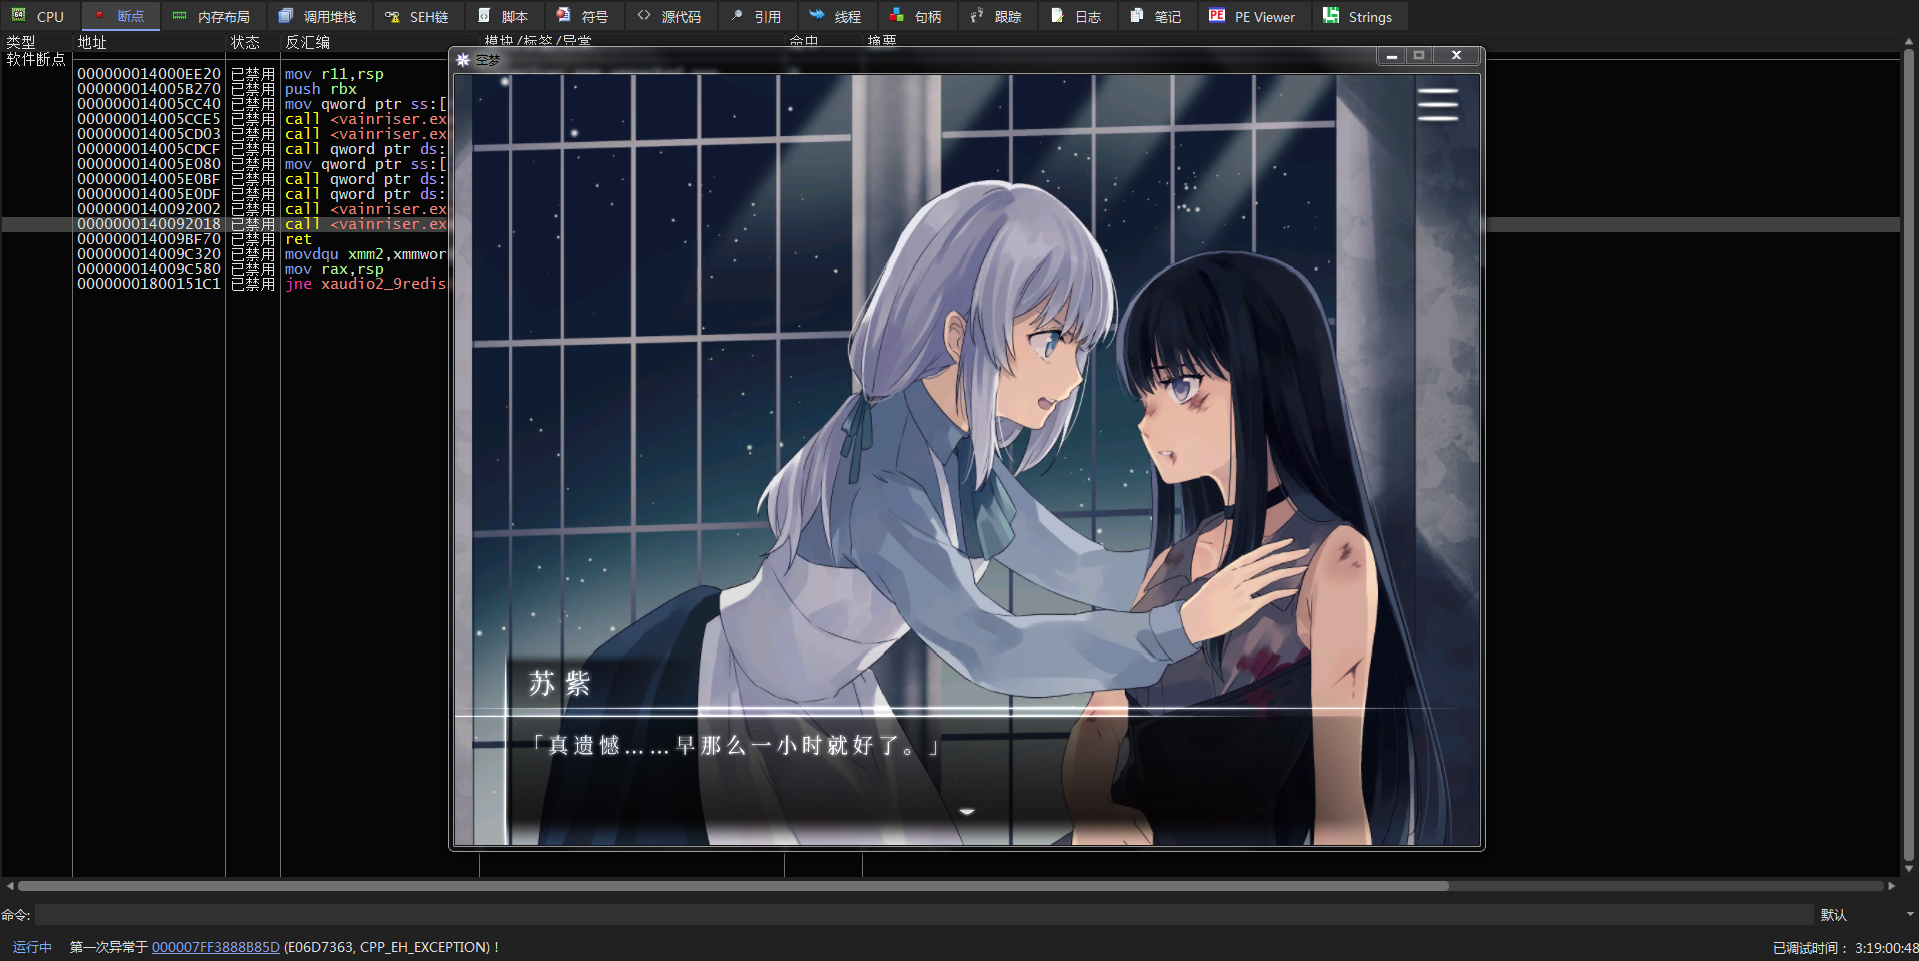 CPU 断点 内存布局 调用堆栈 SEH链 脚本 符号 源代码 引用 线程 句柄 跟踪 日志 笔记 PE Viewer Strings
类型 地址 状态 反汇编 模块/标签/异常 命中 摘要
软件断点
空梦
000000014000EE20 已禁用 mov r11,rsp
000000014005B270 已禁用 push rbx
000000014005CC40 已禁用 mov qword ptr ss:[
000000014005CCE5 已禁用 call <vainriser.ex
000000014005CD03 已禁用 call <vainriser.ex
000000014005CDCF 已禁用 call qword ptr ds:
000000014005E080 已禁用 mov qword ptr ss:[
000000014005E0BF 已禁用 call qword ptr ds:
000000014005E0DF 已禁用 call qword ptr ds:
0000000140092002 已禁用 call <vainriser.ex
0000000140092018 已禁用 call <vainriser.ex
000000014009BF70 已禁用 ret
000000014009C320 已禁用 movdqu xmm2,xmmwor
000000014009C580 已禁用 mov rax,rsp
00000001800151C1 已禁用 jne xaudio2_9redis
苏紫
「真遗憾……早那么一小时就好了。」
命令: 默认
运行中 第一次异常于 000007FF3888B85D (E06D7363, CPP_EH_EXCEPTION)！ 已调试时间： 3:19:00:48